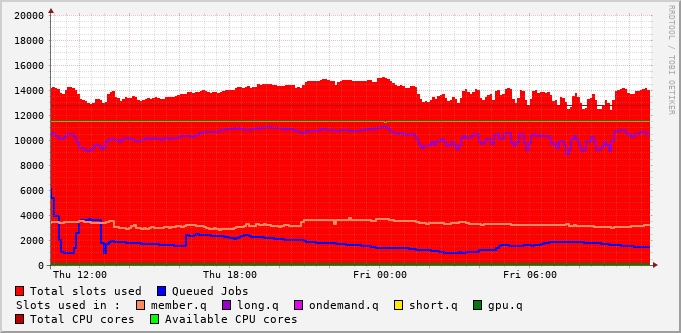 RRDTOOL / TOBI OETIKER
20000
18000
16000
14000
12000
10000
8000
6000
4000
2000
0
Thu 12:00 Thu 18:00 Fri 00:00 Fri 06:00
Total slots used Queued Jobs
Slots used in : member.q long.q ondemand.q short.q gpu.q
Total CPU cores Available CPU cores